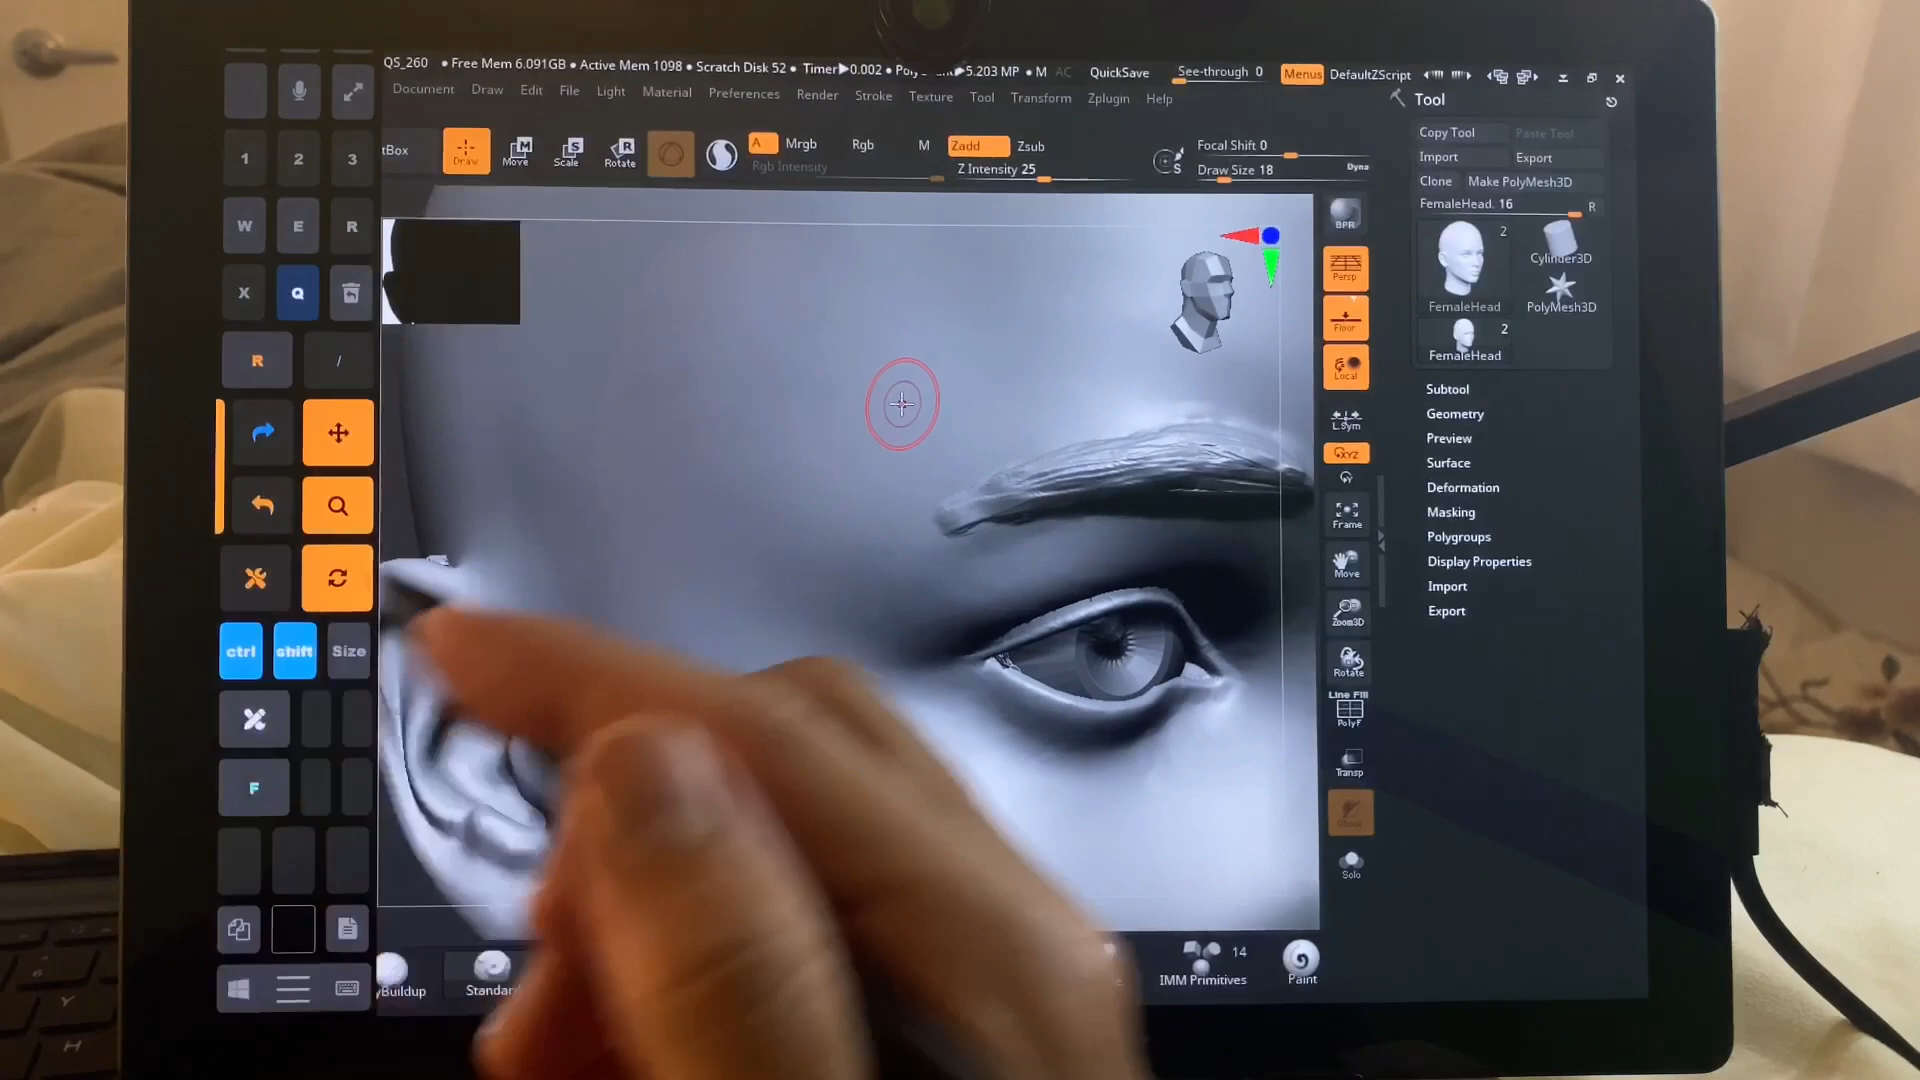 QS_260 • Free Mem 6.091GB • Active Mem 1098 • Scratch Disk 52 • Timer▶0.002 • ▶5.203 MP • M AC QuickSave See-through 0 Menus DefaultZScript
Document Draw Edit File Light Material Preferences Render Stroke Texture Tool Transform Zplugin Help
tBox Draw Move Scale Rotate A Mrgb Rgb M Zadd Zsub Focal Shift 0
Rgb Intensity Z Intensity 25 S Draw Size 18 Dyna
1 2 3
W E R
X Q
R /
ctrl shift Size
F
BPR
Persp
Floor
Local
L.Sym
XYZ
Y
Frame
Move
Zoom3D
Rotate
Line Fill
PolyF
Transp
Ghost
Solo
Tool
Copy Tool Paste Tool
Import Export
Clone Make PolyMesh3D
FemaleHead. 16 R
2
Cylinder3D
FemaleHead PolyMesh3D
2
FemaleHead
Subtool
Geometry
Preview
Surface
Deformation
Masking
Polygroups
Display Properties
Import
Export
yBuildup Standard IMM Primitives 14 Paint
Y
H